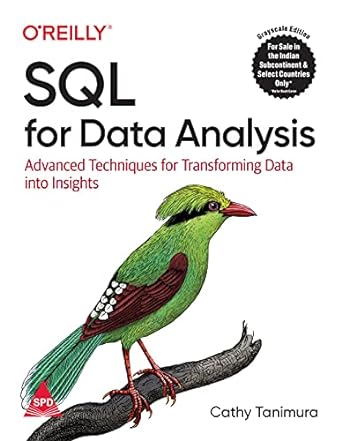 O'REILLY®
Grayscale Edition
For Sale in
the Indian
Subcontinent &
Select Countries
Only*
SQL
for Data Analysis
Advanced Techniques for Transforming Data
into Insights
SPD
Cathy Tanimura